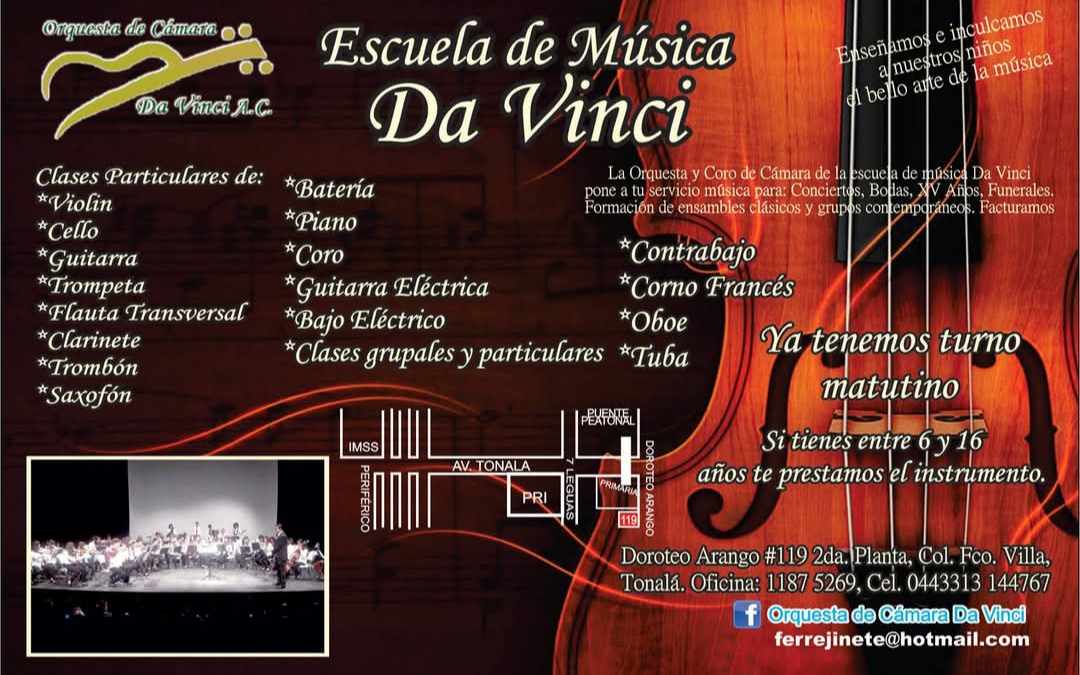 Orquesta de Cámara
Da Vinci A.C.
Escuela de Música
Da Vinci
Enseñamos e inculcamos
a nuestros niños
el bello arte de la música
Clases Particulares de:
*Violin
*Cello
*Guitarra
*Trompeta
*Flauta Transversal
*Clarinete
*Trombón
*Saxofón
*Batería
*Piano
*Coro
*Guitarra Eléctrica
*Bajo Eléctrico
*Clases grupales y particulares
La Orquesta y Coro de Cámara de la escuela de música Da Vinci
pone a tu servicio música para: Conciertos, Bodas, XV Años, Funerales.
Formación de ensambles clásicos y grupos contemporáneos. Facturamos
*Contrabajo
*Corno Francés
*Oboe
*Tuba
Ya tenemos turno
matutino
Si tienes entre 6 y 16
años te prestamos el instrumento.
IMSS
PERIFÉRICO
AV. TONALA
PRI
7 LEGUAS
PUENTE
PEATONAL
PRIMARIA
DOROTEO ARANGO
119
Doroteo Arango #119 2da. Planta, Col. Fco. Villa,
Tonalá. Oficina: 1187 5269, Cel. 0443313 144767
f Orquesta de Cámara Da Vinci
ferrejinete@hotmail.com